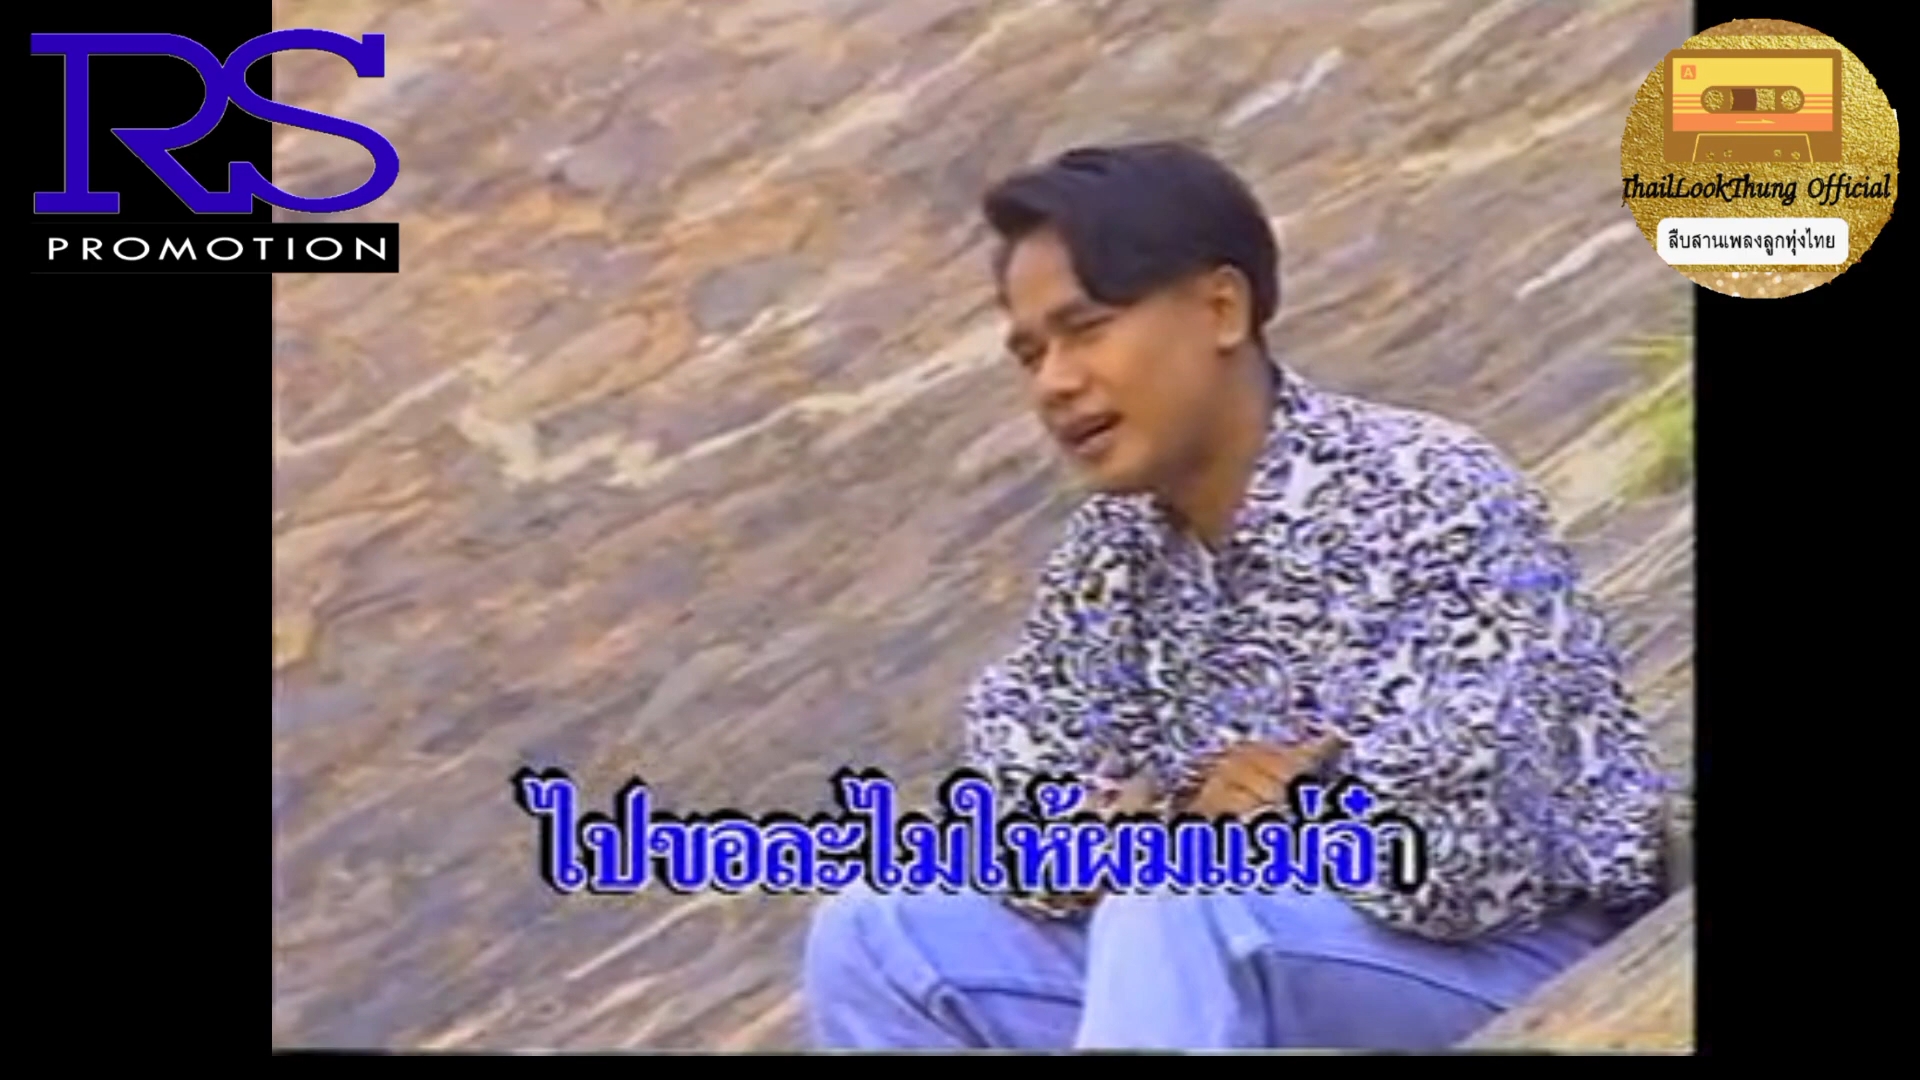 RS
PROMOTION
A
ThailLookThung Official
สืบสานเพลงลูกทุ่งไทย
ไปขอละไม่ให้ผมแม่จ๋า